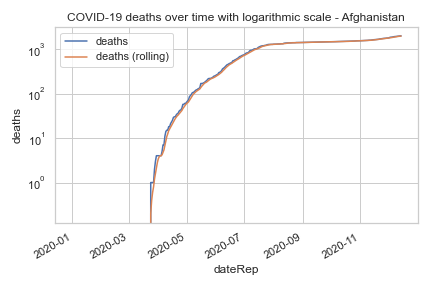 COVID-19 deaths over time with logarithmic scale - Afghanistan
deaths
deaths (rolling)
10³
10²
10¹
10⁰
deaths
2020-01
2020-03
2020-05
2020-07
2020-09
2020-11
dateRep